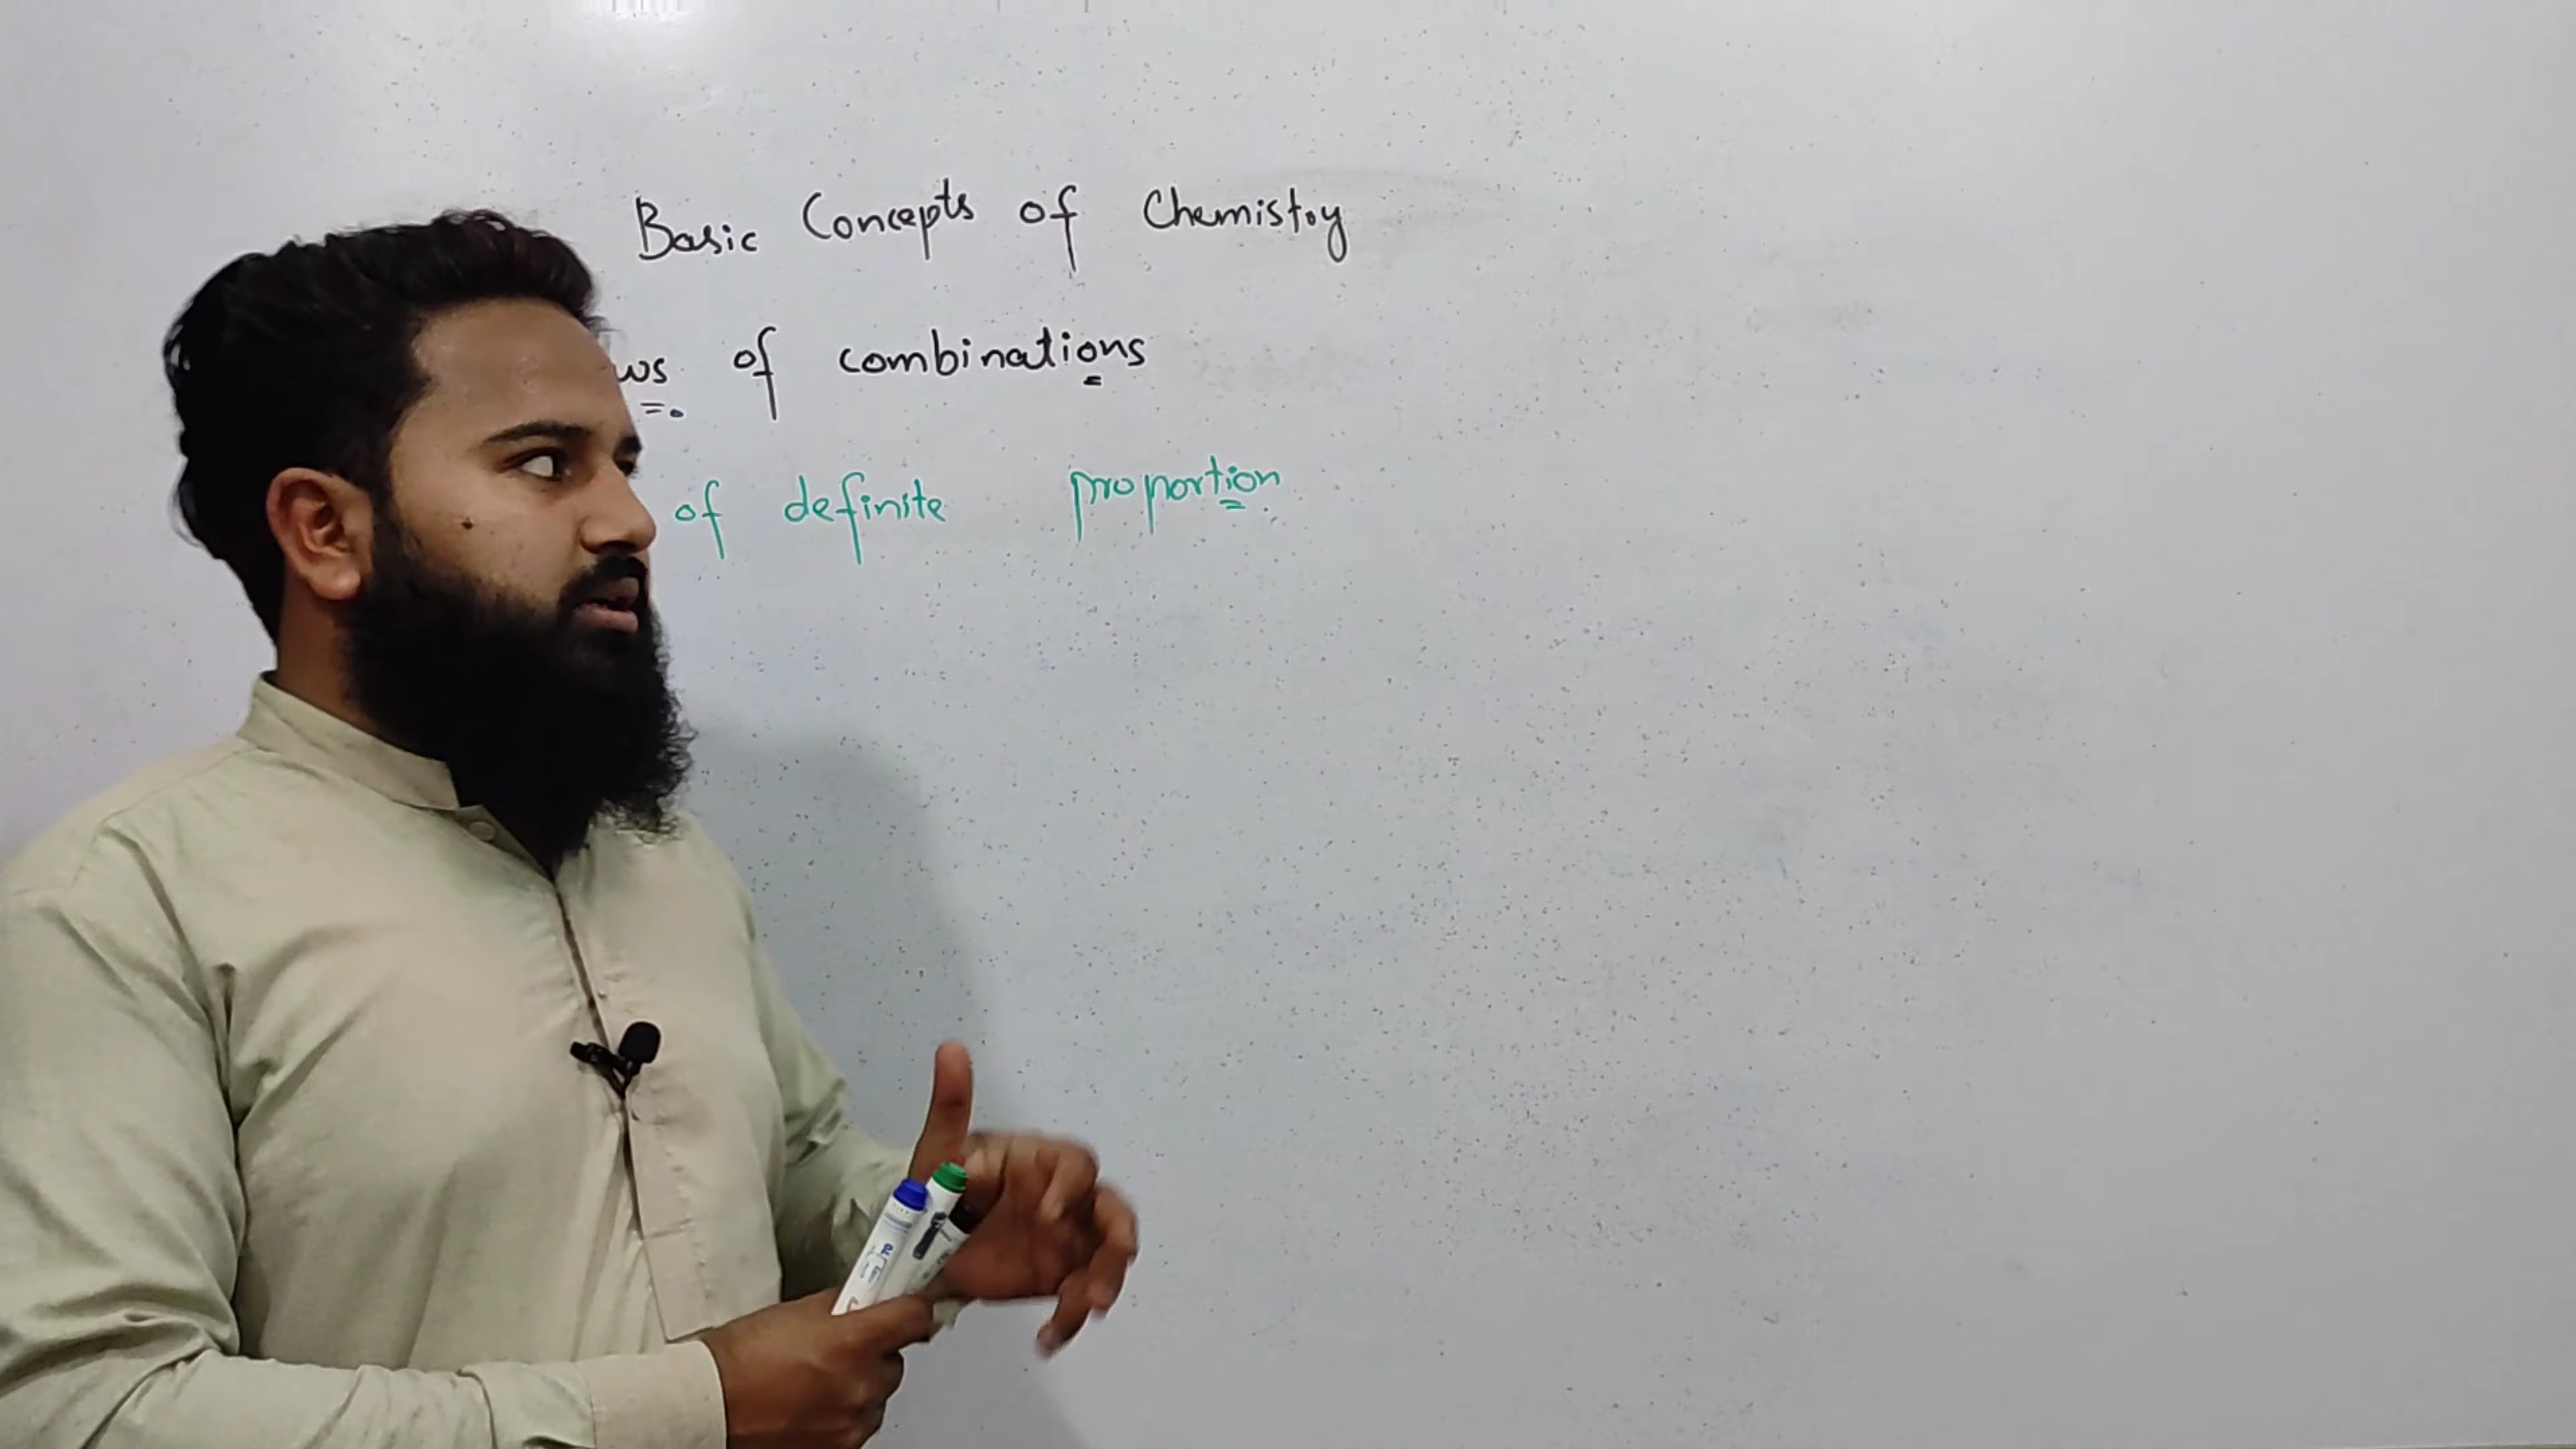 Basic Concepts of Chemistry
ws of combinations
of definite proportion